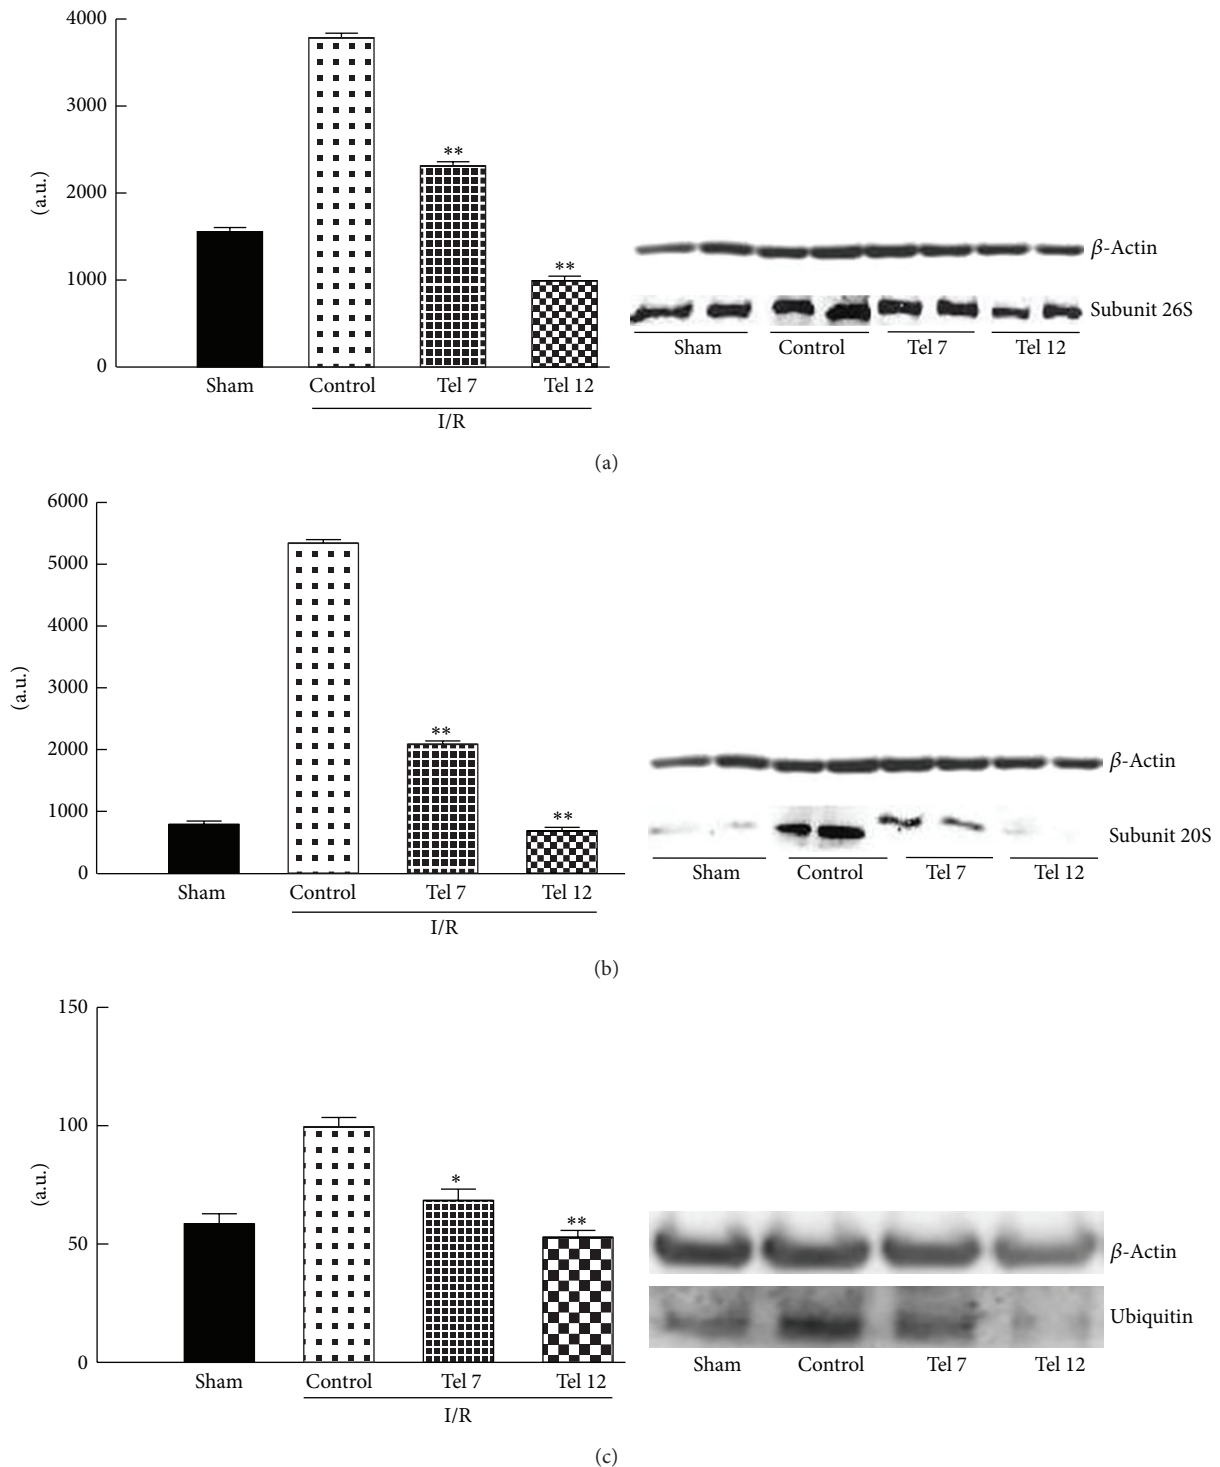 4000
3000
2000
1000
0
(a.u.)
**
**
Sham
Control
Tel 7
Tel 12
I/R
β-Actin
Subunit 26S
Sham
Control
Tel 7
Tel 12
(a)
6000
5000
4000
3000
2000
1000
0
(a.u.)
**
**
Sham
Control
Tel 7
Tel 12
I/R
β-Actin
Subunit 20S
Sham
Control
Tel 7
Tel 12
(b)
150
100
50
0
(a.u.)
*
**
Sham
Control
Tel 7
Tel 12
I/R
β-Actin
Ubiquitin
Sham
Control
Tel 7
Tel 12
(c)